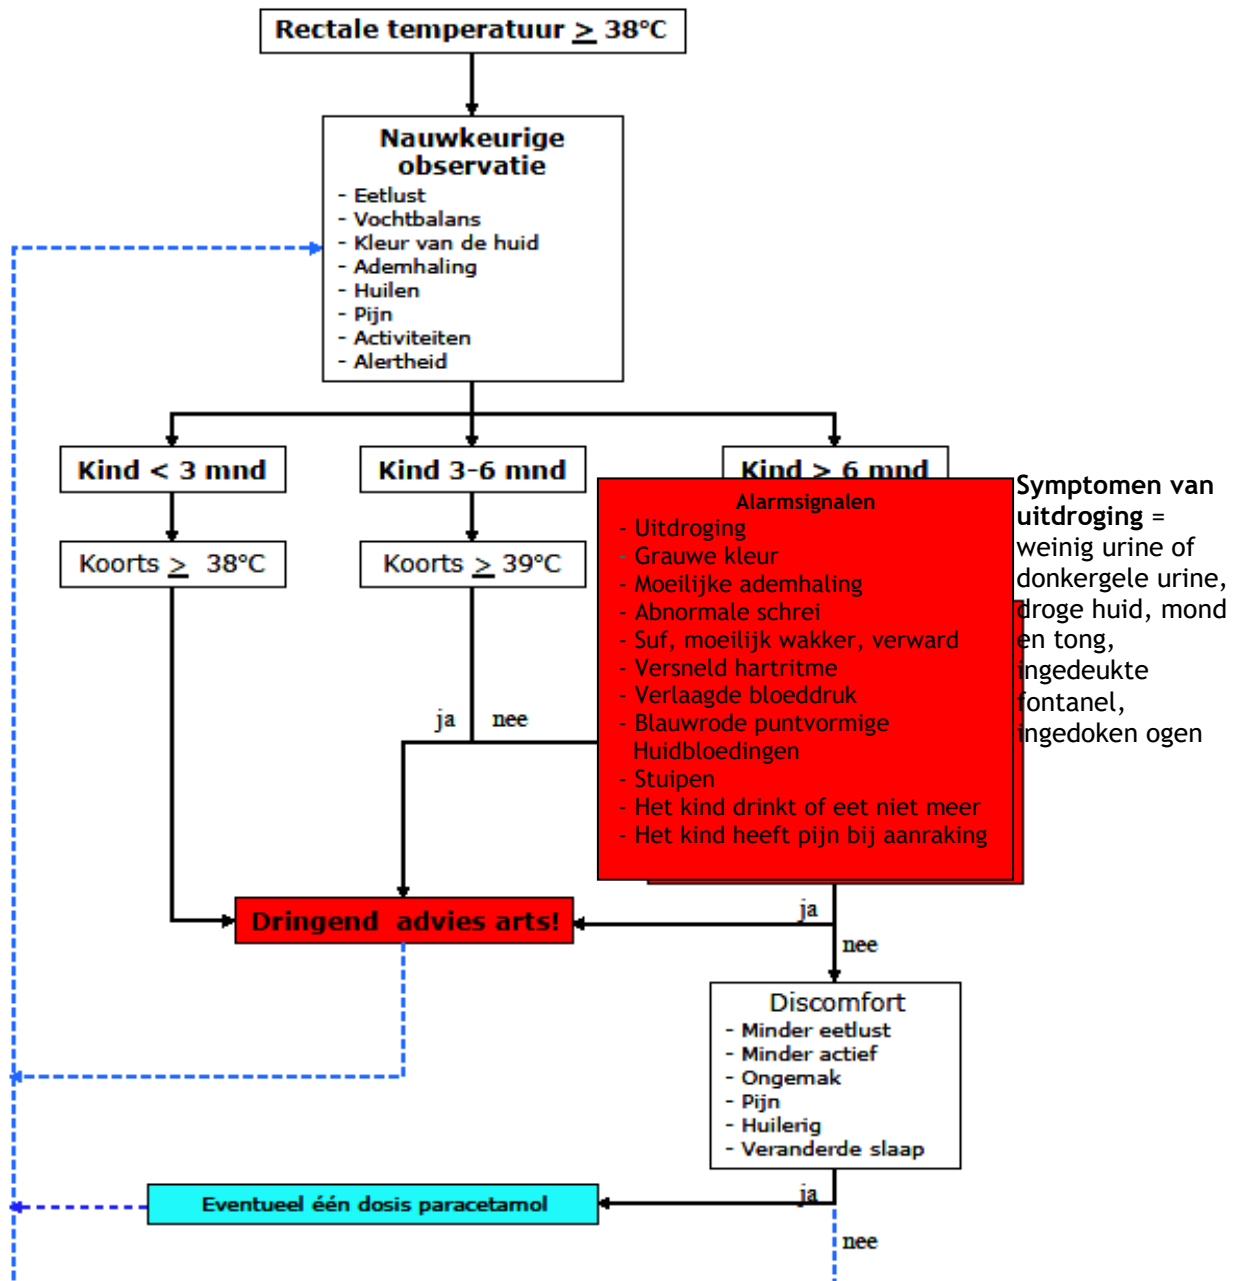 Rectale temperatuur ≥ 38°C
Nauwkeurige
observatie
- Eetlust
- Vochtbalans
- Kleur van de huid
- Ademhaling
- Huilen
- Pijn
- Activiteiten
- Alertheid
Kind < 3 mnd
Kind 3-6 mnd
Kind > 6 mnd
Koorts ≥ 38°C
Koorts ≥ 39°C
Alarmsignalen
- Uitdroging
- Grauwe kleur
- Moeilijke ademhaling
- Abnormale schrei
- Suf, moeilijk wakker, verward
- Versneld hartritme
- Verlaagde bloeddruk
- Blauwrode puntvormige
Huidbloedingen
- Stuipen
- Het kind drinkt of eet niet meer
- Het kind heeft pijn bij aanraking
Symptomen van
uitdroging =
weinig urine of
donkergele urine,
droge huid, mond
en tong,
ingedeukte
fontanel,
ingedoken ogen
ja
nee
Dringend advies arts!
ja
nee
Discomfort
- Minder eetlust
- Minder actief
- Ongemak
- Pijn
- Huilerig
- Veranderde slaap
Eventueel één dosis paracetamol
ja
nee